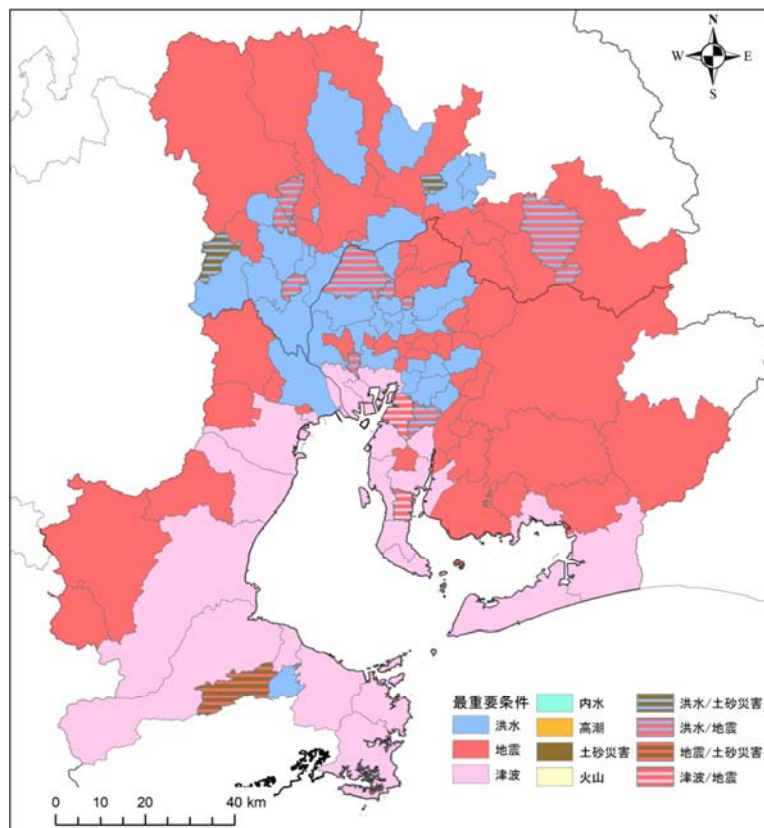 N
W E
S
最重要条件
洪水
地震
津波
内水
高潮
土砂災害
火山
洪水/土砂災害
洪水/地震
地震/土砂災害
津波/地震
0 10 20 40 km